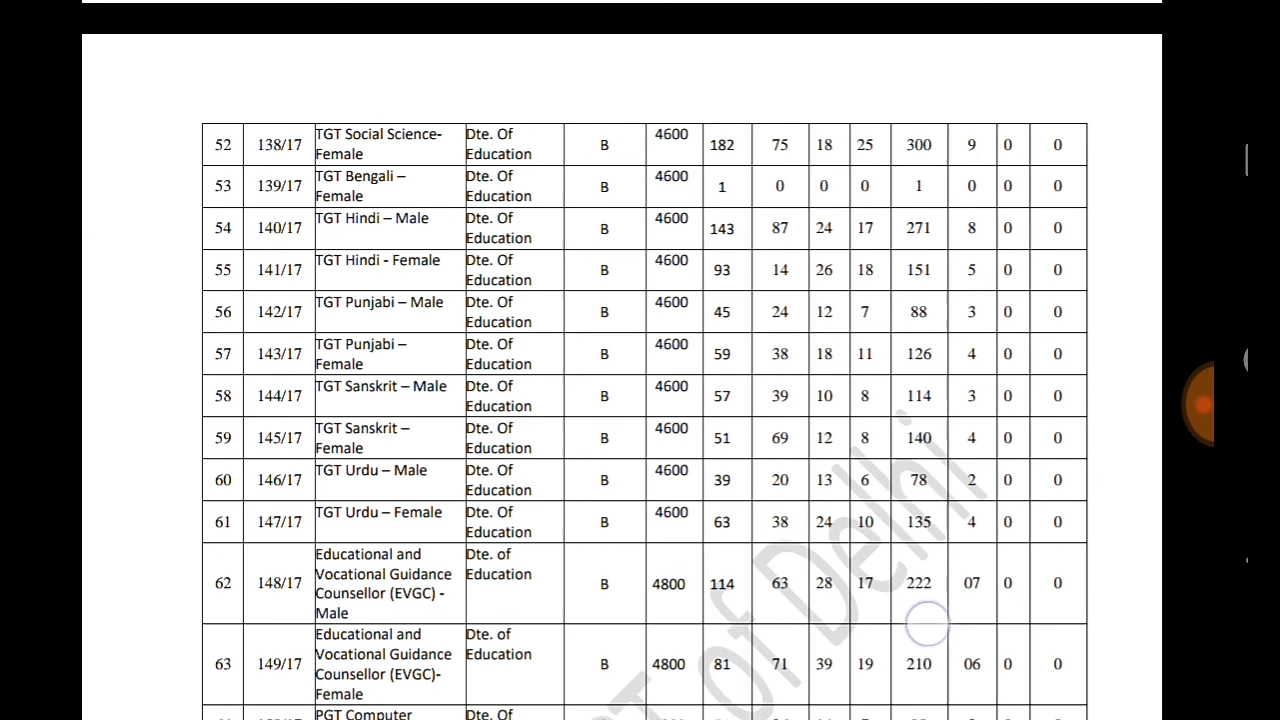 52 138/17 TGT Social Science- Dte. Of B 4600 182 75 18 25 300 9 0 0
Female Education
53 139/17 TGT Bengali – Dte. Of B 4600 1 0 0 0 1 0 0 0
Female Education
54 140/17 TGT Hindi – Male Dte. Of B 4600 143 87 24 17 271 8 0 0
Education
55 141/17 TGT Hindi - Female Dte. Of B 4600 93 14 26 18 151 5 0 0
Education
56 142/17 TGT Punjabi – Male Dte. Of B 4600 45 24 12 7 88 3 0 0
Education
57 143/17 TGT Punjabi – Dte. Of B 4600 59 38 18 11 126 4 0 0
Female Education
58 144/17 TGT Sanskrit – Male Dte. Of B 4600 57 39 10 8 114 3 0 0
Education
59 145/17 TGT Sanskrit – Dte. Of B 4600 51 69 12 8 140 4 0 0
Female Education
60 146/17 TGT Urdu – Male Dte. Of B 4600 39 20 13 6 78 2 0 0
Education
61 147/17 TGT Urdu – Female Dte. Of B 4600 63 38 24 10 135 4 0 0
Education
62 148/17 Educational and Dte. of B 4800 114 63 28 17 222 07 0 0
Vocational Guidance Education
Counsellor (EVGC) -
Male
63 149/17 Educational and Dte. of B 4800 81 71 39 19 210 06 0 0
Vocational Guidance Education
Counsellor (EVGC)-
Female
PGT Computer Dte. Of
of Delhi